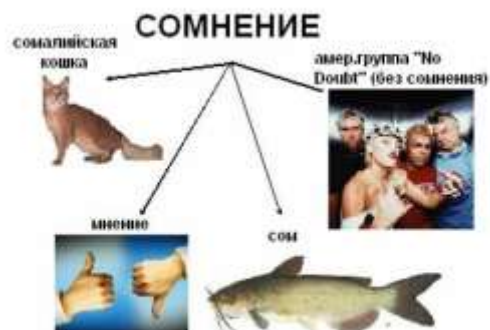 СОМНЕНИЕ
сомалийская
кошка
амер.группа "No
Doubt" (без сомнения)
мнение
сом